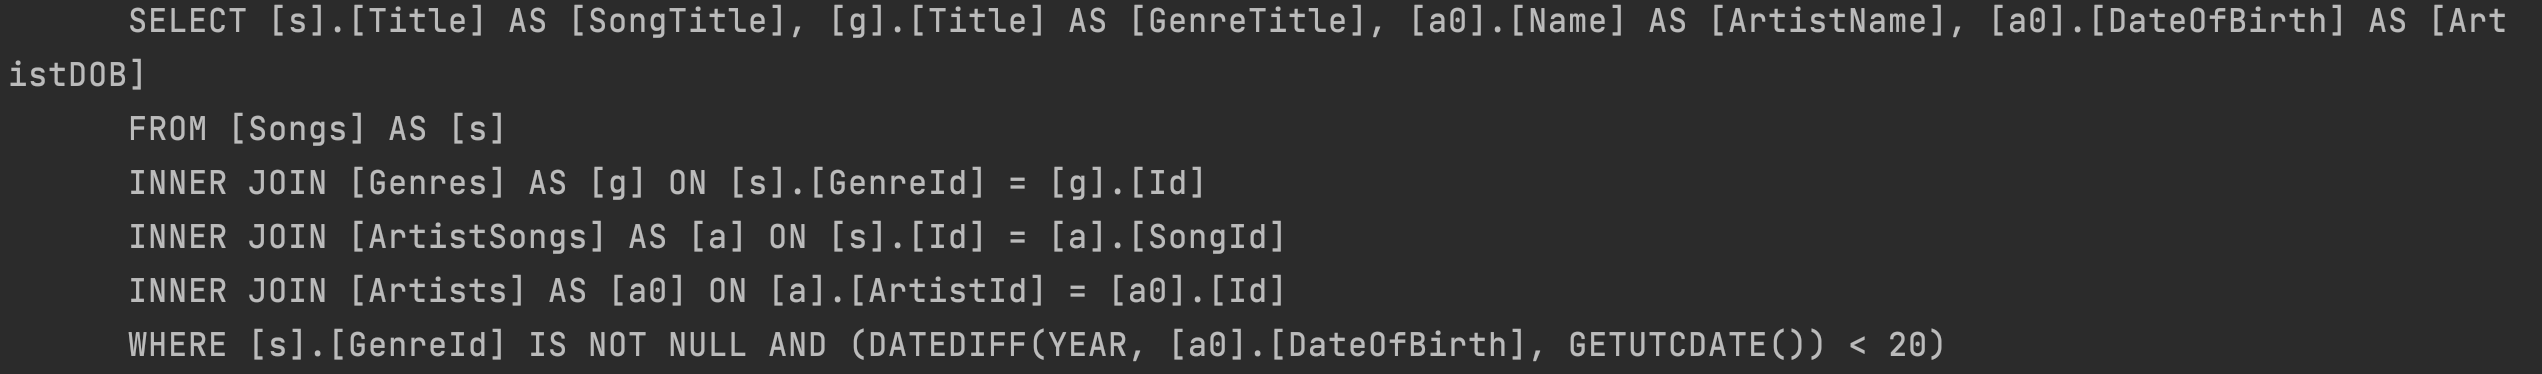 SELECT [s].[Title] AS [SongTitle], [g].[Title] AS [GenreTitle], [a0].[Name] AS [ArtistName], [a0].[DateOfBirth] AS [Art
istDOB]
FROM [Songs] AS [s]
INNER JOIN [Genres] AS [g] ON [s].[GenreId] = [g].[Id]
INNER JOIN [ArtistSongs] AS [a] ON [s].[Id] = [a].[SongId]
INNER JOIN [Artists] AS [a0] ON [a].[ArtistId] = [a0].[Id]
WHERE [s].[GenreId] IS NOT NULL AND (DATEDIFF(YEAR, [a0].[DateOfBirth], GETUTCDATE()) < 20)